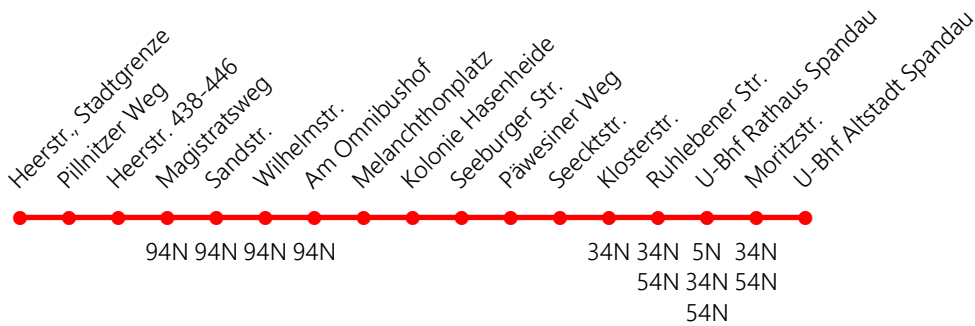 Heerstr., Stadtgrenze
Pillnitzer Weg
Heerstr. 438-446
Magistratsweg
Sandstr.
Wilhelmstr.
Am Omnibushof
Melanchthonplatz
Kolonie Hasenheide
Seeburger Str.
Päwesiner Weg
Seecktstr.
Klosterstr.
Ruhlebener Str.
U-Bhf Rathaus Spandau
Moritzstr.
U-Bhf Altstadt Spandau
94N 94N 94N 94N 34N 34N 5N 34N
54N 34N 54N
54N